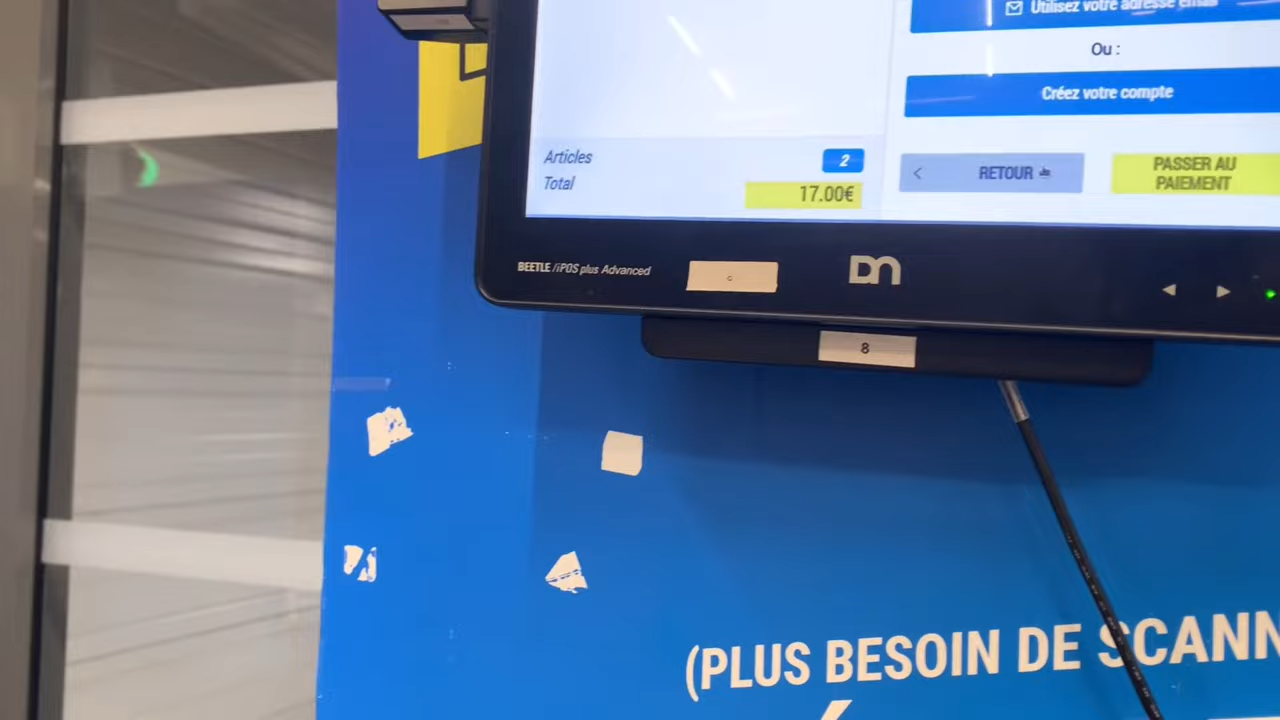 Utilisez votre adresse email
Ou :
Créez votre compte
Articles
2
Total
17.00€
RETOUR
PASSER AU
PAIEMENT
BEETLE /iPOS plus Advanced
DN
8
(PLUS BESOIN DE SCANN